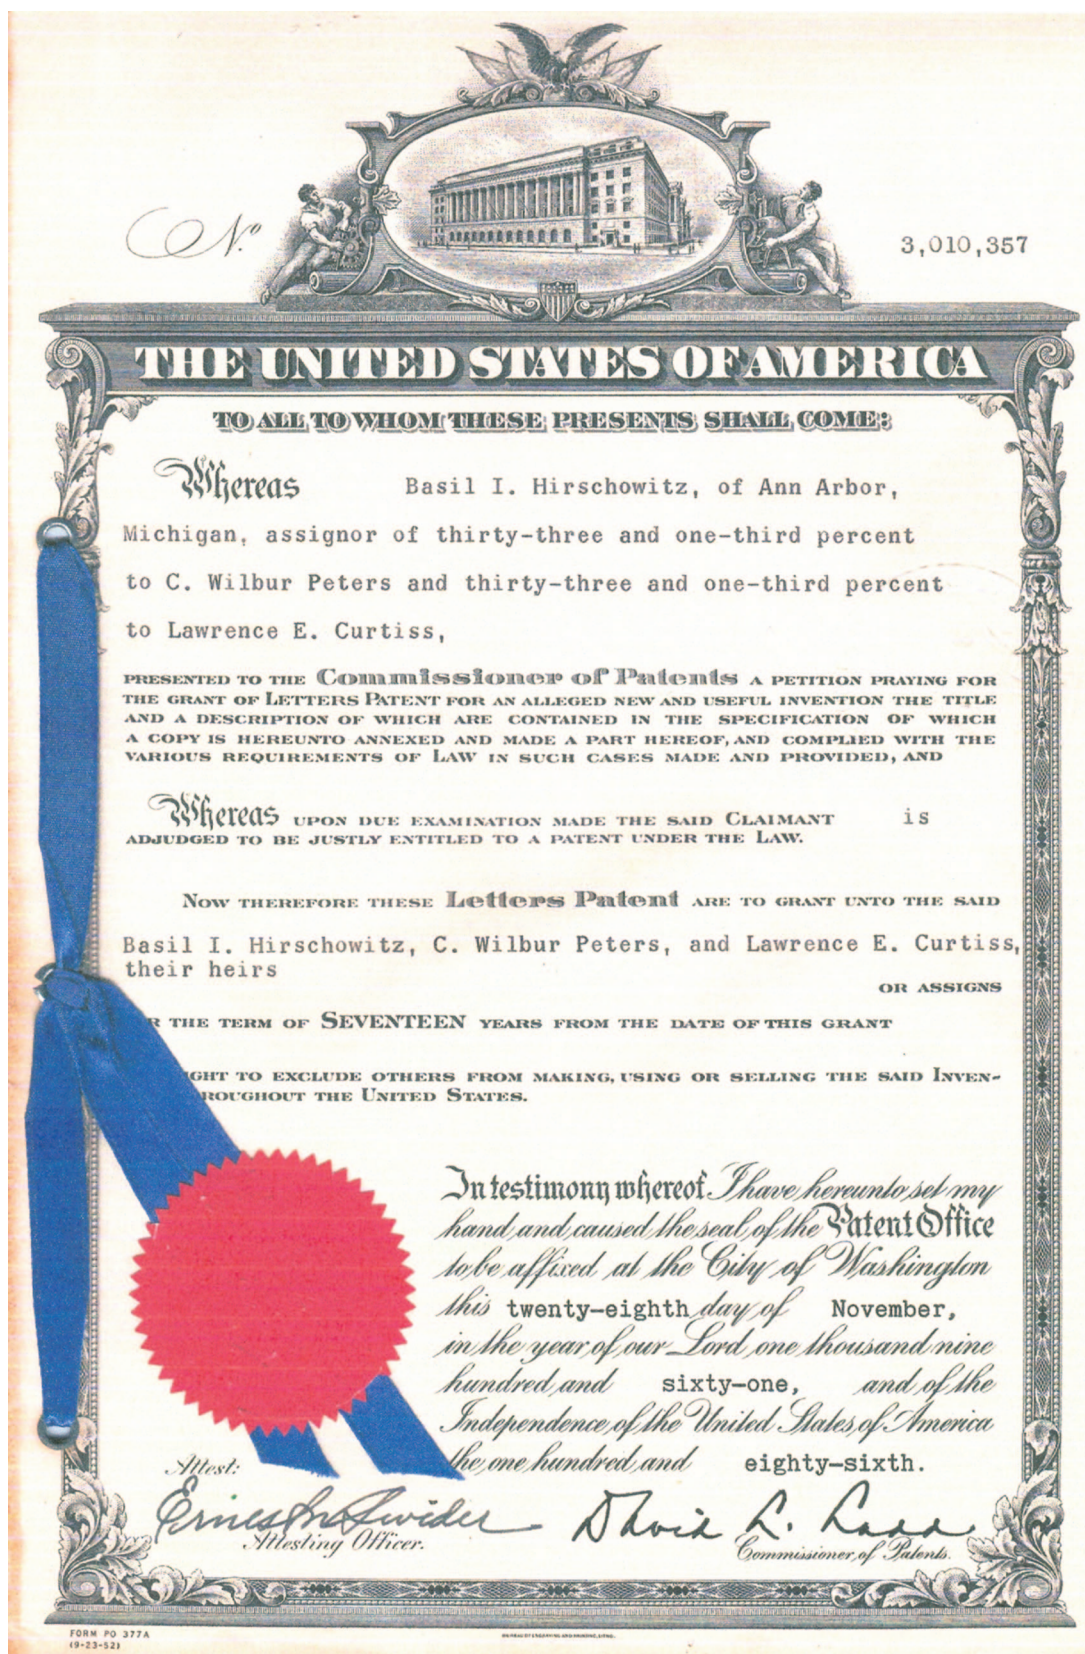 No. 3,010,357
THE UNITED STATES OF AMERICA
TO ALL TO WHOM THESE PRESENTS SHALL COME:
Whereas Basil I. Hirschowitz, of Ann Arbor,
Michigan, assignor of thirty-three and one-third percent
to C. Wilbur Peters and thirty-three and one-third percent
to Lawrence E. Curtiss,
PRESENTED TO THE Commissioner of Patents A PETITION PRAYING FOR
THE GRANT OF LETTERS PATENT FOR AN ALLEGED NEW AND USEFUL INVENTION THE TITLE
AND A DESCRIPTION OF WHICH ARE CONTAINED IN THE SPECIFICATION OF WHICH
A COPY IS HEREUNTO ANNEXED AND MADE A PART HEREOF, AND COMPLIED WITH THE
VARIOUS REQUIREMENTS OF LAW IN SUCH CASES MADE AND PROVIDED, AND
Whereas UPON DUE EXAMINATION MADE THE SAID CLAIMANT is
ADJUDGED TO BE JUSTLY ENTITLED TO A PATENT UNDER THE LAW.
NOW THEREFORE THESE Letters Patent ARE TO GRANT UNTO THE SAID
Basil I. Hirschowitz, C. Wilbur Peters, and Lawrence E. Curtiss,
their heirs
OR ASSIGNS
R THE TERM OF SEVENTEEN YEARS FROM THE DATE OF THIS GRANT
GHT TO EXCLUDE OTHERS FROM MAKING, USING OR SELLING THE SAID INVEN-
ROUGHOUT THE UNITED STATES.
In testimony whereof I have hereunto set my
hand and caused the seal of the Patent Office
to be affixed at the City of Washington
this twenty-eighth day of November,
in the year of our Lord one thousand nine
hundred and sixty-one, and of the
Independence of the United States of America
the one hundred and eighty-sixth.
Attest:
Ernest W. Swider David L. Ladd
Attesting Officer. Commissioner of Patents.
FORM PO 377A
(9-23-52)